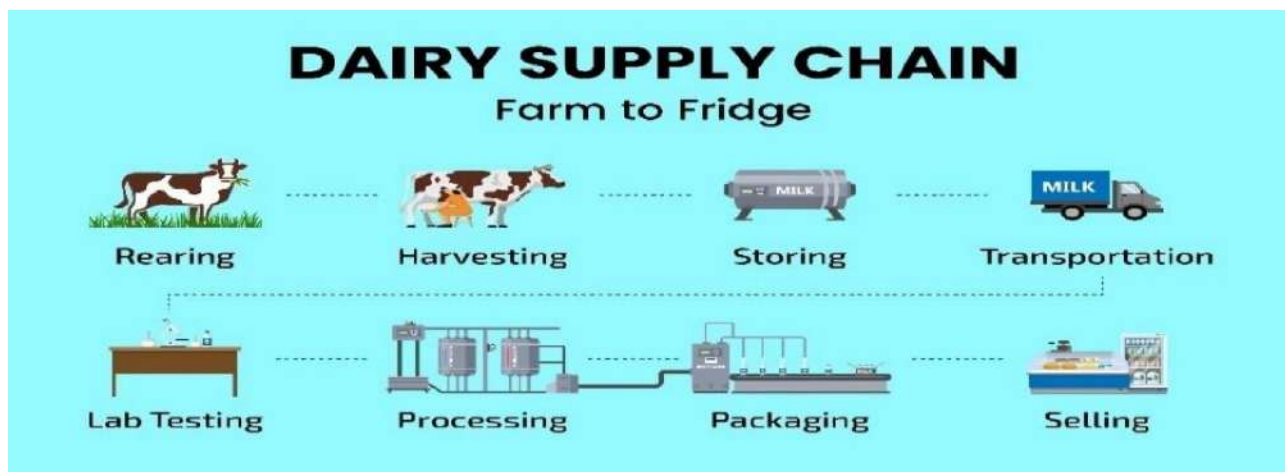 DAIRY SUPPLY CHAIN
Farm to Fridge
MILK
MILK
Rearing
Harvesting
Storing
Transportation
Lab Testing
Processing
Packaging
Selling